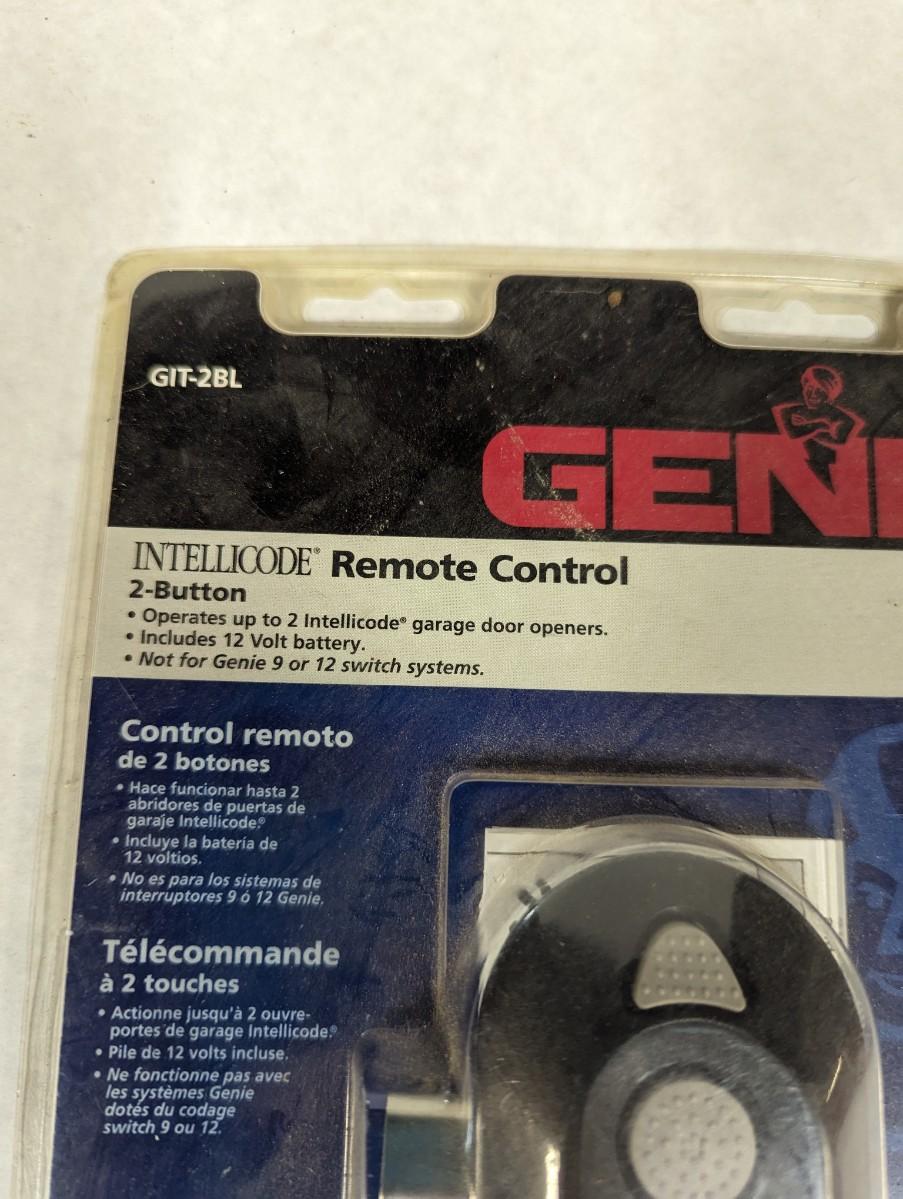 GIT-2BL
GENI
INTELLICODE® Remote Control
2-Button
• Operates up to 2 Intellicode® garage door openers.
• Includes 12 Volt battery.
• Not for Genie 9 or 12 switch systems.
Control remoto
de 2 botones
• Hace funcionar hasta 2
abridores de puertas de
garaje Intellicode®
• Incluye la batería de
12 voltios.
• No es para los sistemas de
interruptores 9 ó 12 Genie.
Télécommande
à 2 touches
• Actionne jusqu'à 2 ouvre-
portes de garage Intellicode®
• Pile de 12 volts incluse.
• Ne fonctionne pas avec
les systèmes Genie
dotés du codage
switch 9 ou 12.